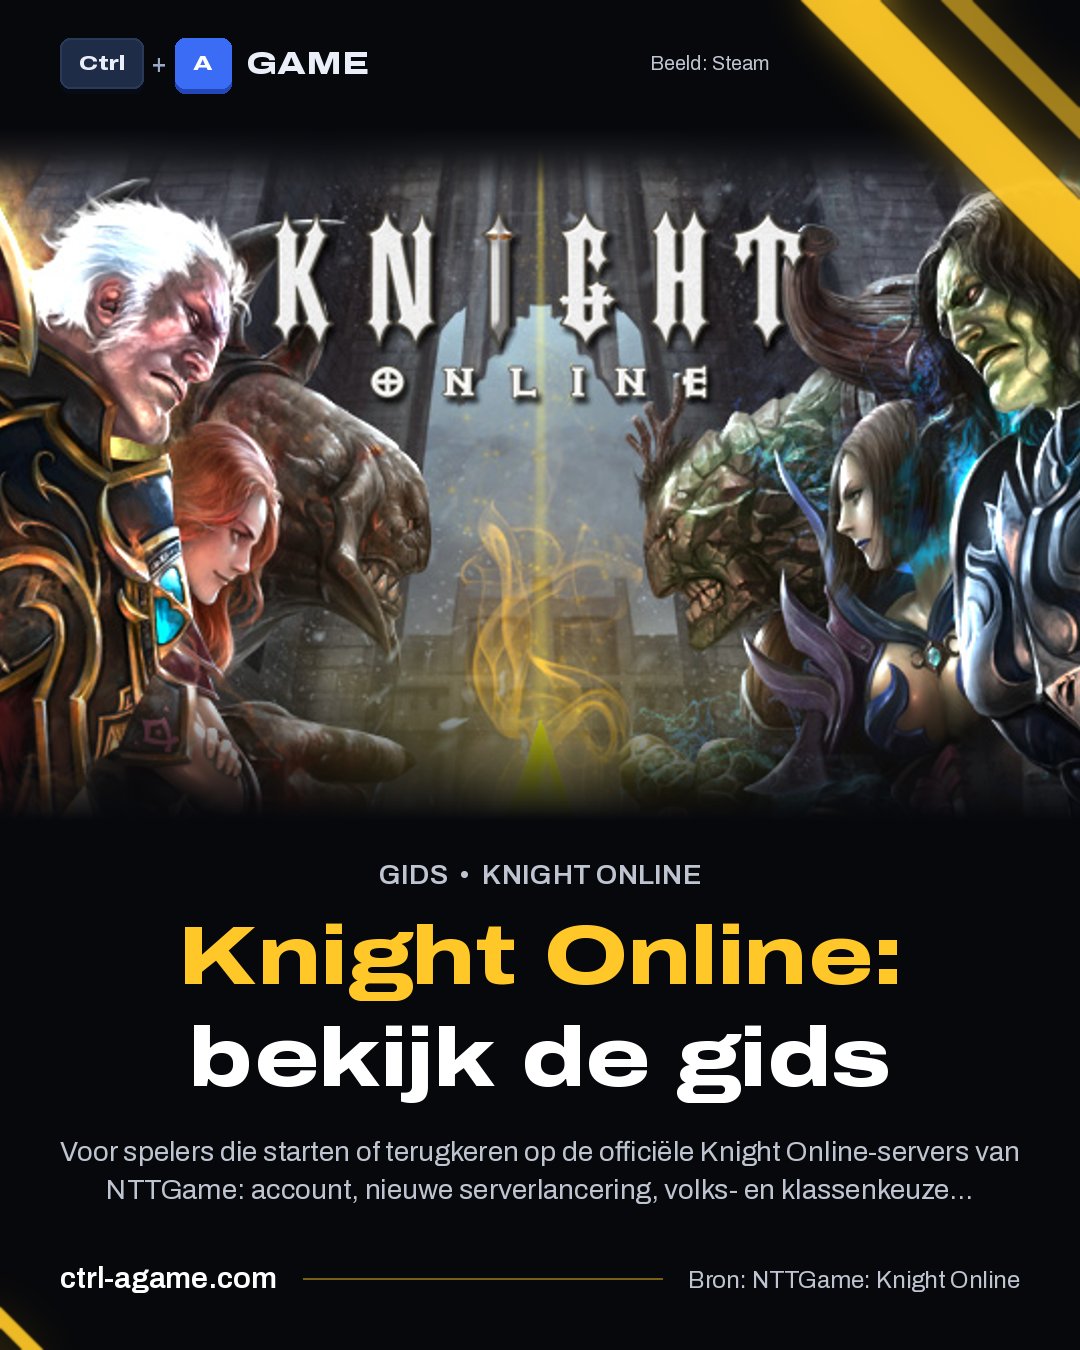 Ctrl + A GAME
Beeld: Steam
KNIGHT
ONLINE
GIDS • KNIGHT ONLINE
Knight Online:
bekijk de gids
Voor spelers die starten of terugkeren op de officiële Knight Online-servers van
NTTGame: account, nieuwe serverlancering, volks- en klassenkeuze...
ctrl-agame.com
Bron: NTTGame: Knight Online